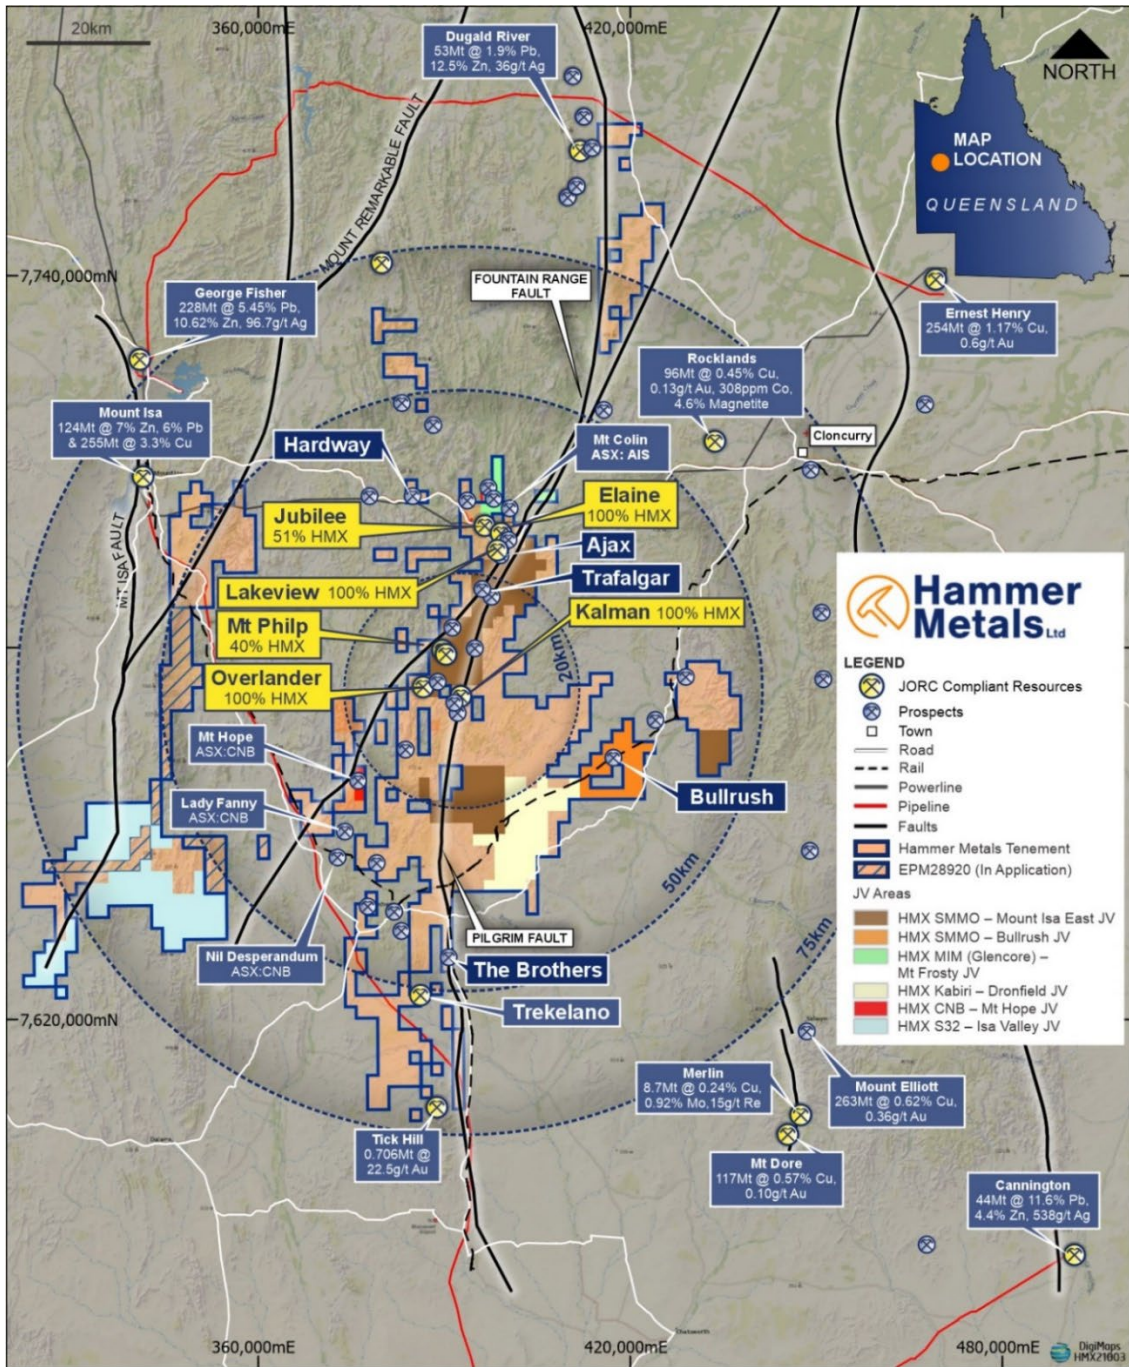 20km
360,000mE
420,000mE
Dugald River
53Mt @ 1.9% Pb,
12.5% Zn, 36g/t Ag
NORTH
MAP
LOCATION
QUEENSLAND
MOUNT REMARKABLE FAULT
7,740,000mN
FOUNTAIN RANGE
FAULT
George Fisher
228Mt @ 5.45% Pb,
10.62% Zn, 96.7g/t Ag
Ernest Henry
254Mt @ 1.17% Cu,
0.6g/t Au
Rocklands
96Mt @ 0.45% Cu,
0.13g/t Au, 308ppm Co,
4.6% Magnetite
Mount Isa
124Mt @ 7% Zn, 6% Pb
& 255Mt @ 3.3% Cu
Hardway
Mt Colin
ASX: AIS
Cloncurry
Jubilee
51% HMX
Elaine
100% HMX
Ajax
MT ISA FAULT
Lakeview 100% HMX
Trafalgar
Kalman 100% HMX
Mt Philp
40% HMX
20km
Overlander
100% HMX
Mt Hope
ASX:CNB
Bullrush
Lady Fanny
ASX:CNB
50km
75km
PILGRIM FAULT
Nil Desperandum
ASX:CNB
The Brothers
Trekelano
7,620,000mN
Hammer
Metals Ltd
LEGEND
JORC Compliant Resources
Prospects
Town
Road
Rail
Powerline
Pipeline
Faults
Hammer Metals Tenement
EPM28920 (In Application)
JV Areas
HMX SMMO – Mount Isa East JV
HMX SMMO – Bullrush JV
HMX MIM (Glencore) –
Mt Frosty JV
HMX Kabiri – Dronfield JV
HMX CNB – Mt Hope JV
HMX S32 – Isa Valley JV
Merlin
8.7Mt @ 0.24% Cu,
0.92% Mo,15g/t Re
Mount Elliott
263Mt @ 0.62% Cu,
0.36g/t Au
Tick Hill
0.706Mt @
22.5g/t Au
Mt Dore
117Mt @ 0.57% Cu,
0.10g/t Au
Cannington
44Mt @ 11.6% Pb,
4.4% Zn, 538g/t Ag
360,000mE
420,000mE
480,000mE
DigiMaps
HMX21003